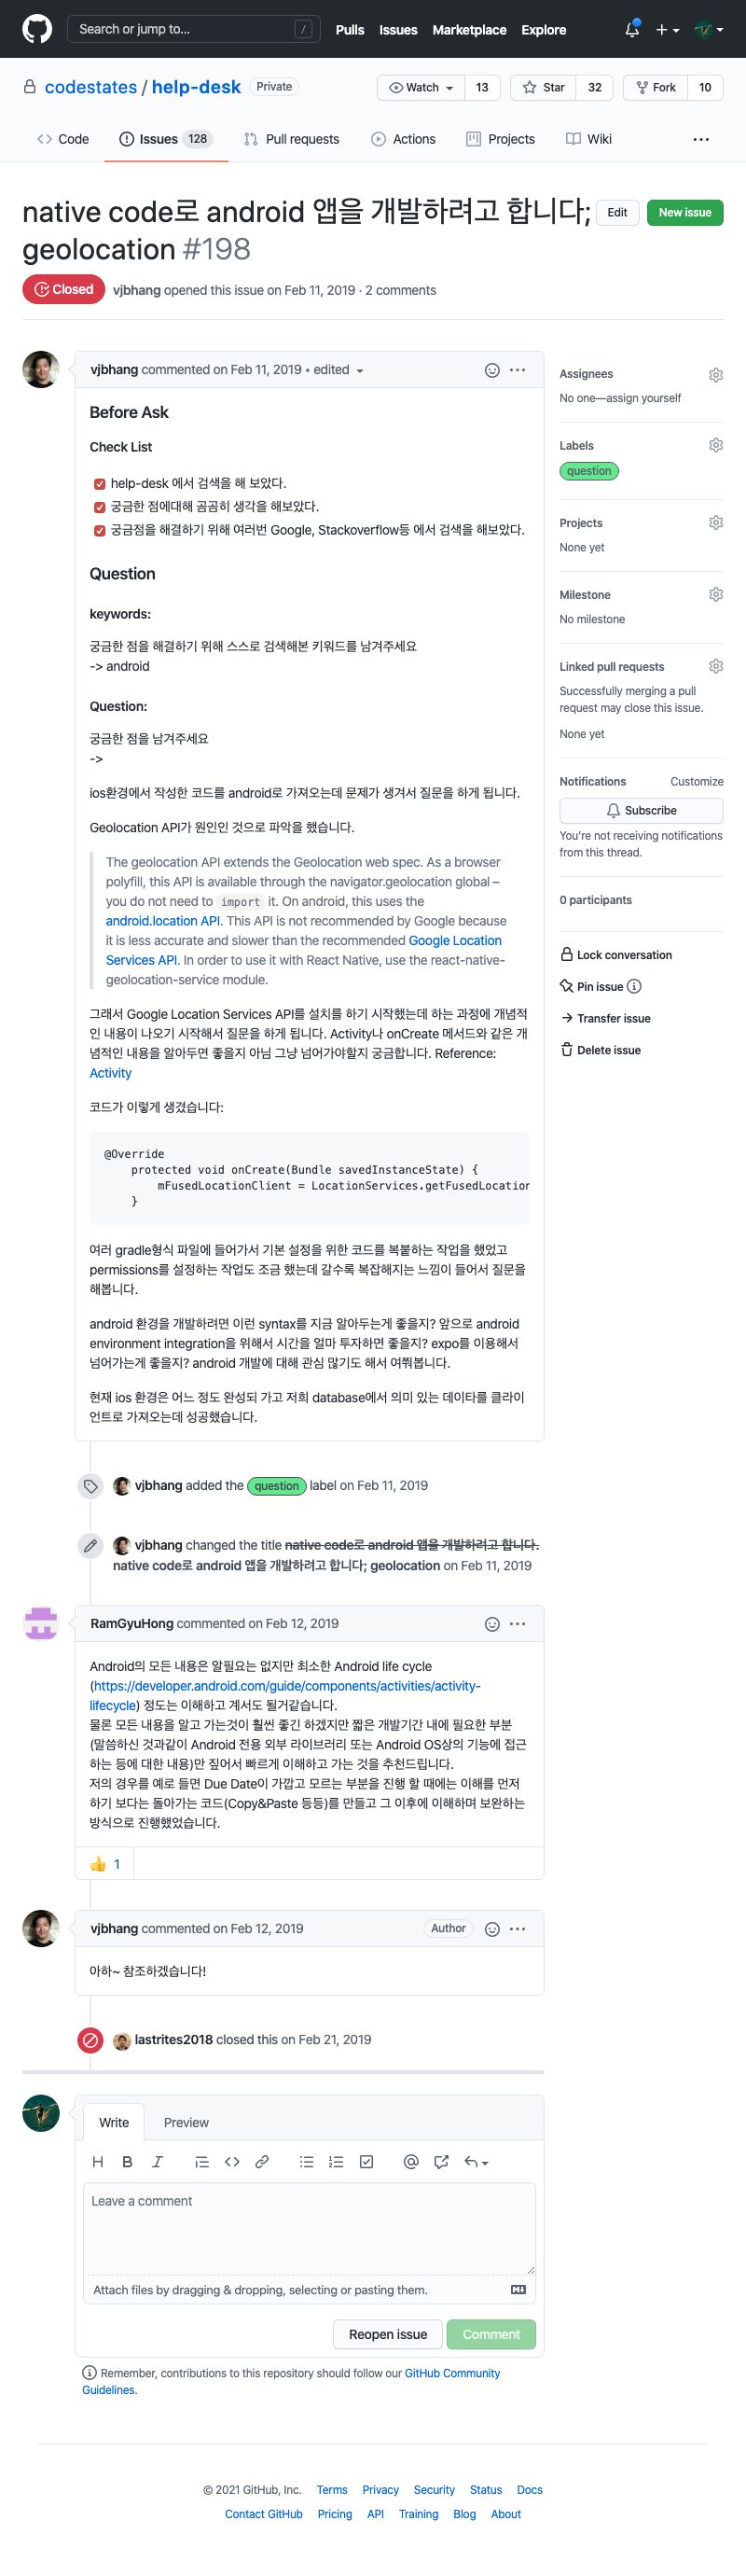 Search or jump to...
/
Pulls Issues Marketplace Explore
codestates / help-desk Private
Watch 13 Star 32 Fork 10
Code Issues 128 Pull requests Actions Projects Wiki
native code로 android 앱을 개발하려고 합니다;
geolocation #198
Edit New issue
Closed vjbhang opened this issue on Feb 11, 2019 · 2 comments
vjbhang commented on Feb 11, 2019 • edited
Before Ask
Check List
help-desk 에서 검색을 해 보았다.
궁금한 점에대해 곰곰히 생각을 해보았다.
궁금점을 해결하기 위해 여러번 Google, Stackoverflow등 에서 검색을 해보았다.
Question
keywords:
궁금한 점을 해결하기 위해 스스로 검색해본 키워드를 남겨주세요
-> android
Question:
궁금한 점을 남겨주세요
->
ios환경에서 작성한 코드를 android로 가져오는데 문제가 생겨서 질문을 하게 됩니다.
Geolocation API가 원인인 것으로 파악을 했습니다.
The geolocation API extends the Geolocation web spec. As a browser
polyfill, this API is available through the navigator.geolocation global –
you do not need to import it. On android, this uses the
android.location API. This API is not recommended by Google because
it is less accurate and slower than the recommended Google Location
Services API. In order to use it with React Native, use the react-native-
geolocation-service module.
그래서 Google Location Services API를 설치를 하기 시작했는데 하는 과정에 개념적
인 내용이 나오기 시작해서 질문을 하게 됩니다. Activity나 onCreate 메서드와 같은 개
념적인 내용을 알아두면 좋을지 아님 그냥 넘어가야할지 궁금합니다. Reference:
Activity
코드가 이렇게 생겼습니다:
@Override
protected void onCreate(Bundle savedInstanceState) {
mFusedLocationClient = LocationServices.getFusedLocation
}
여러 gradle형식 파일에 들어가서 기본 설정을 위한 코드를 복붙하는 작업을 했었고
permissions를 설정하는 작업도 조금 했는데 갈수록 복잡해지는 느낌이 들어서 질문을
해봅니다.
android 환경을 개발하려면 이런 syntax를 지금 알아두는게 좋을지? 앞으로 android
environment integration을 위해서 시간을 얼마 투자하면 좋을지? expo를 이용해서
넘어가는게 좋을지? android 개발에 대해 관심 많기도 해서 여쭤봅니다.
현재 ios 환경은 어느 정도 완성되 가고 저희 database에서 의미 있는 데이타를 클라이
언트로 가져오는데 성공했습니다.
Assignees
No one—assign yourself
Labels
question
Projects
None yet
Milestone
No milestone
Linked pull requests
Successfully merging a pull
request may close this issue.
None yet
Notifications Customize
Subscribe
You're not receiving notifications
from this thread.
0 participants
Lock conversation
Pin issue
Transfer issue
Delete issue
vjbhang added the question label on Feb 11, 2019
vjbhang changed the title native code로 android 앱을 개발하려고 합니다.
native code로 android 앱을 개발하려고 합니다; geolocation on Feb 11, 2019
RamGyuHong commented on Feb 12, 2019
Android의 모든 내용은 알필요는 없지만 최소한 Android life cycle
(https://developer.android.com/guide/components/activities/activity-
lifecycle) 정도는 이해하고 계서도 될거같습니다.
물론 모든 내용을 알고 가는것이 훨씬 좋긴 하겠지만 짧은 개발기간 내에 필요한 부분
(말씀하신 것과같이 Android 전용 외부 라이브러리 또는 Android OS상의 기능에 접근
하는 등에 대한 내용)만 짚어서 빠르게 이해하고 가는 것을 추천드립니다.
저의 경우를 예로 들면 Due Date이 가깝고 모르는 부분을 진행 할 때에는 이해를 먼저
하기 보다는 돌아가는 코드(Copy&Paste 등등)를 만들고 그 이후에 이해하며 보완하는
방식으로 진행했었습니다.
👍 1
vjbhang commented on Feb 12, 2019 Author
아하~ 참조하겠습니다!
lastrites2018 closed this on Feb 21, 2019
Write Preview
Leave a comment
Attach files by dragging & dropping, selecting or pasting them.
Reopen issue Comment
Remember, contributions to this repository should follow our GitHub Community
Guidelines.
© 2021 GitHub, Inc. Terms Privacy Security Status Docs
Contact GitHub Pricing API Training Blog About